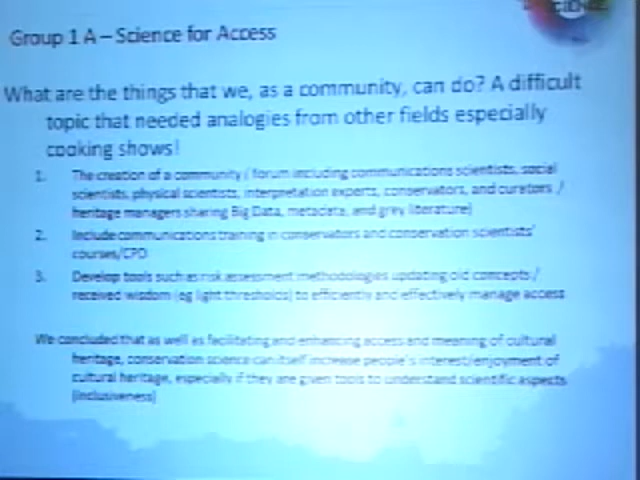 Group 1 A – Science for Access
What are the things that we, as a community, can do? A difficult
topic that needed analogies from other fields especially
cooking shows!
1. The creation of a community / forum including communications scientists, social
scientists, physical scientists, interpretation experts, conservators, and curators /
heritage managers sharing Big Data, metadata, and grey literature)
2. Include communications training in conservators and conservation scientists'
courses/CPD
3. Develop tools such as risk assessment methodologies updating old concepts /
received wisdom (eg light thresholds) to efficiently and effectively manage access
We concluded that as well as facilitating and enhancing access and meaning of cultural
heritage, conservation science can itself increase people's interest/enjoyment of
cultural heritage, especially if they are given tools to understand scientific aspects
(inclusiveness)